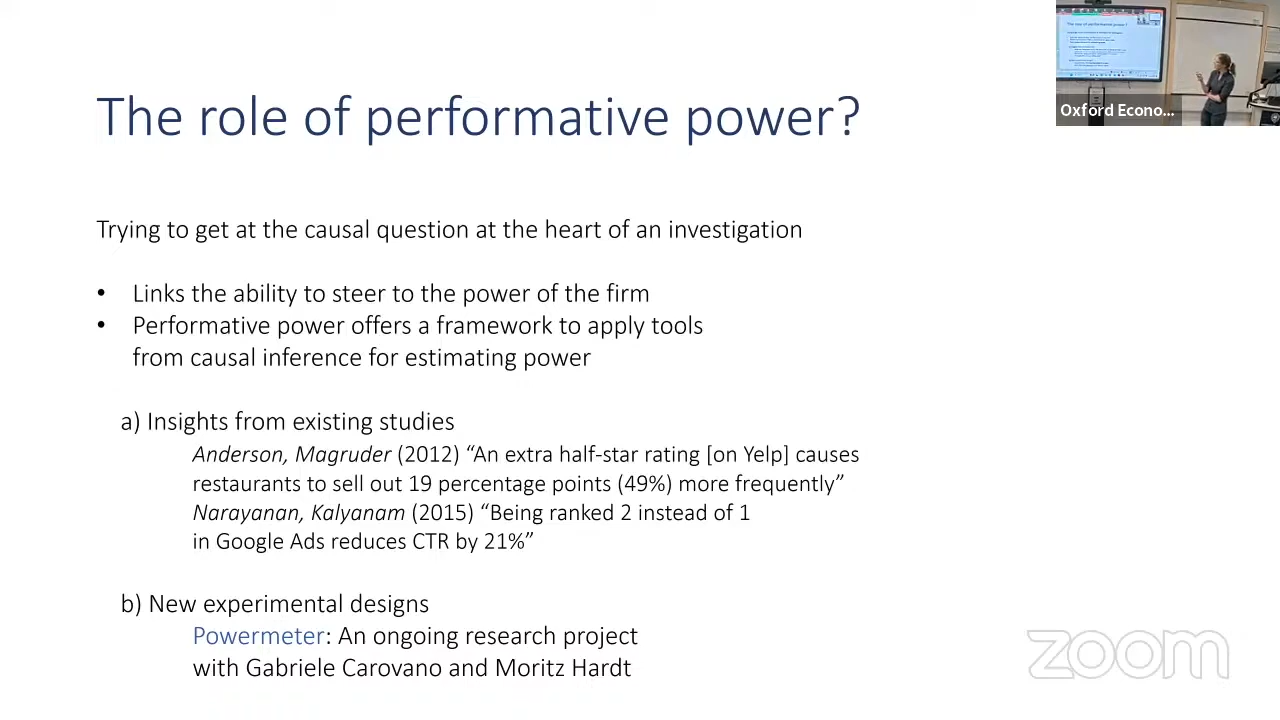 The role of performative power?
Oxford Econo...
Trying to get at the causal question at the heart of an investigation
• Links the ability to steer to the power of the firm
• Performative power offers a framework to apply tools
from causal inference for estimating power
a) Insights from existing studies
Anderson, Magruder (2012) “An extra half-star rating [on Yelp] causes
restaurants to sell out 19 percentage points (49%) more frequently”
Narayanan, Kalyanam (2015) “Being ranked 2 instead of 1
in Google Ads reduces CTR by 21%”
b) New experimental designs
Powermeter: An ongoing research project
with Gabriele Carovano and Moritz Hardt
zoom